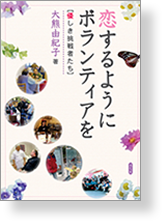 恋するように
ボランティアを
【優しき挑戦者たち】
大熊由紀子 著